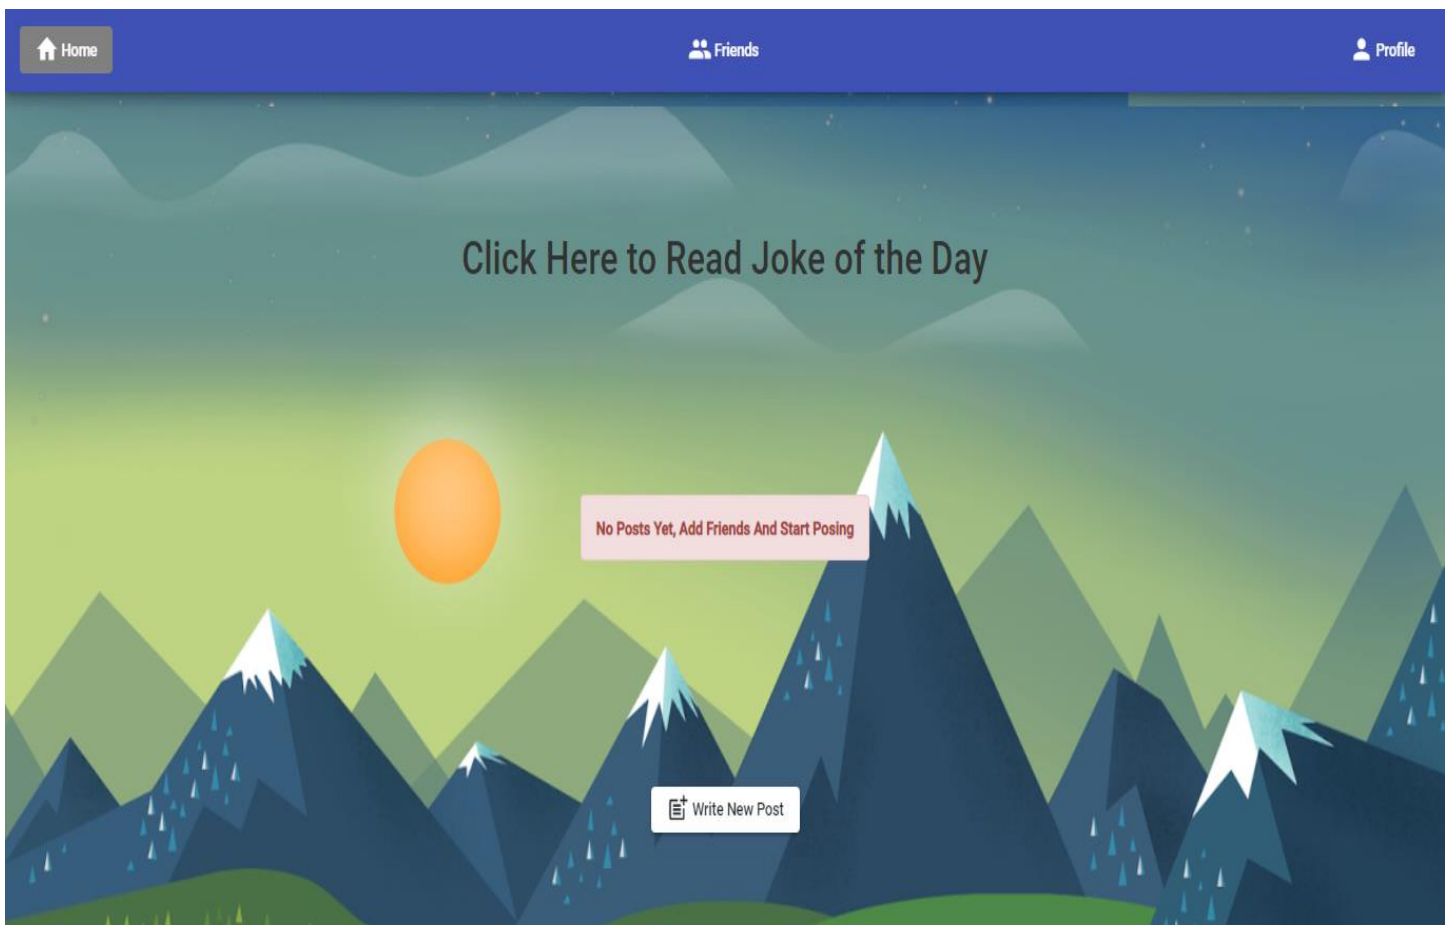 Home
Friends
Profile
Click Here to Read Joke of the Day
No Posts Yet, Add Friends And Start Posing
Write New Post